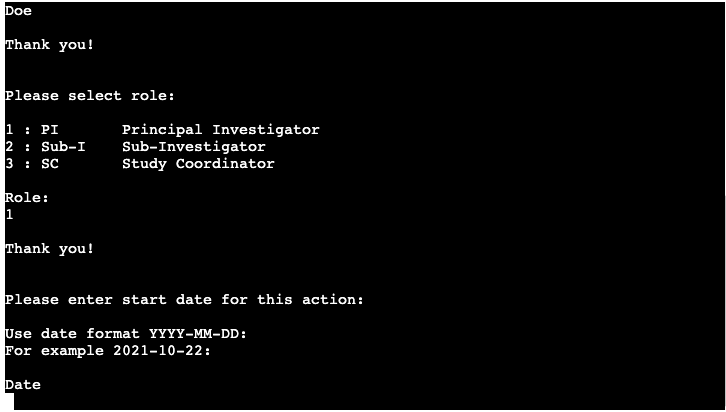 Doe
Thank you!
Please select role:
1 : PI Principal Investigator
2 : Sub-I Sub-Investigator
3 : SC Study Coordinator
Role:
1
Thank you!
Please enter start date for this action:
Use date format YYYY-MM-DD:
For example 2021-10-22:
Date